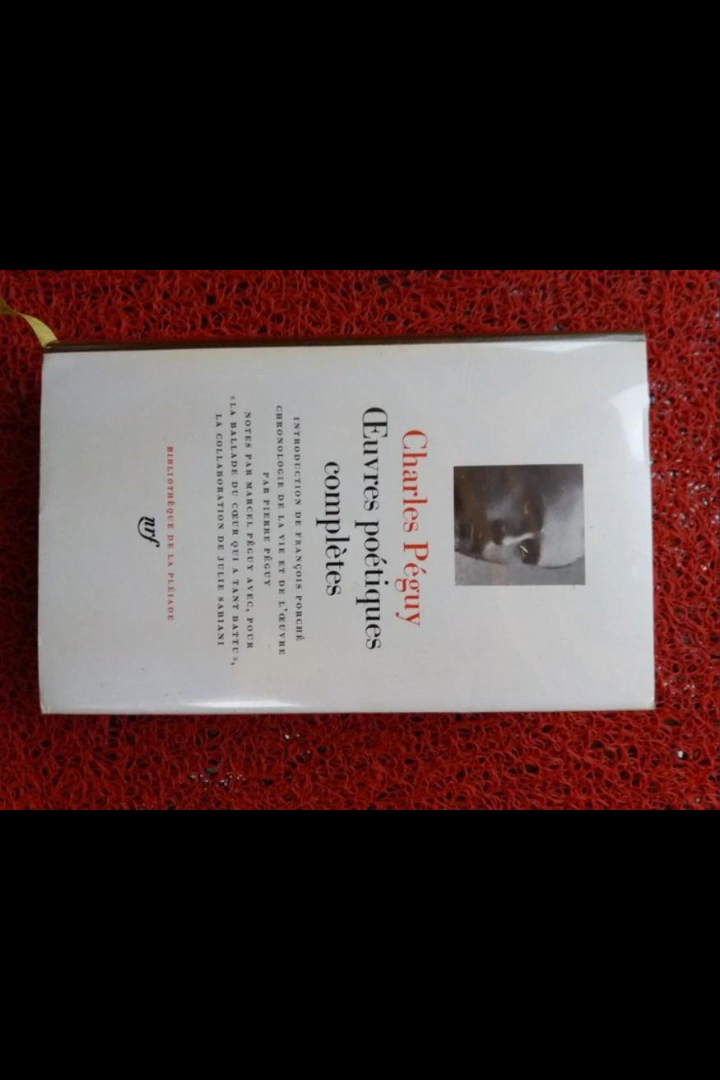 Charles Péguy
Œuvres poétiques
complètes
INTRODUCTION DE FRANÇOIS PORCHÉ
CHRONOLOGIE DE LA VIE ET DE L'ŒUVRE
PAR PIERRE PÉGUY
NOTES PAR MARCEL PÉGUY AVEC, POUR
«LA BALLADE DU CŒUR QUI A TANT BATTU»,
LA COLLABORATION DE JULIE SABIANI
BIBLIOTHÈQUE DE LA PLÉIADE
nrf